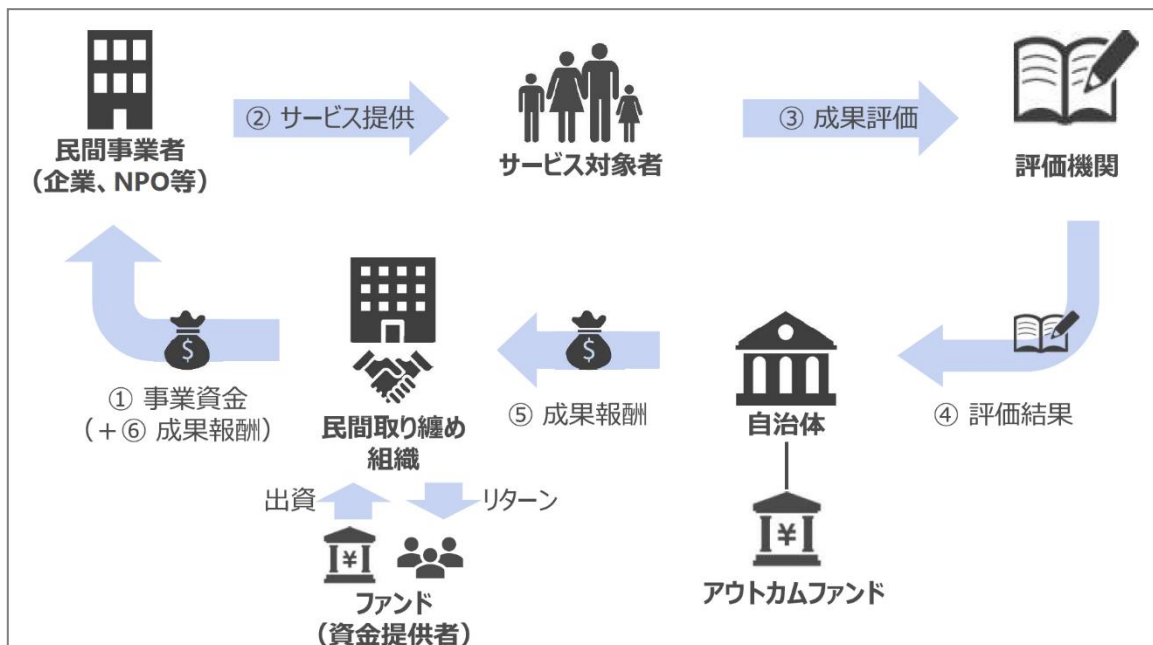 ② サービス提供
③ 成果評価
民間事業者
（企業、NPO等）
サービス対象者
評価機関
$
$
① 事業資金
（＋⑥ 成果報酬）
民間取り纏め
組織
⑤ 成果報酬
自治体
④ 評価結果
出資
リターン
¥
¥
ファンド
（資金提供者）
アウトカムファンド